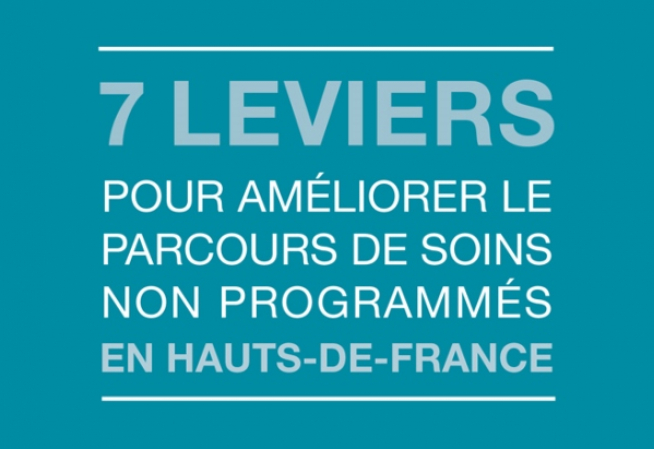 7 LEVIERS
POUR AMÉLIORER LE
PARCOURS DE SOINS
NON PROGRAMMÉS
EN HAUTS-DE-FRANCE